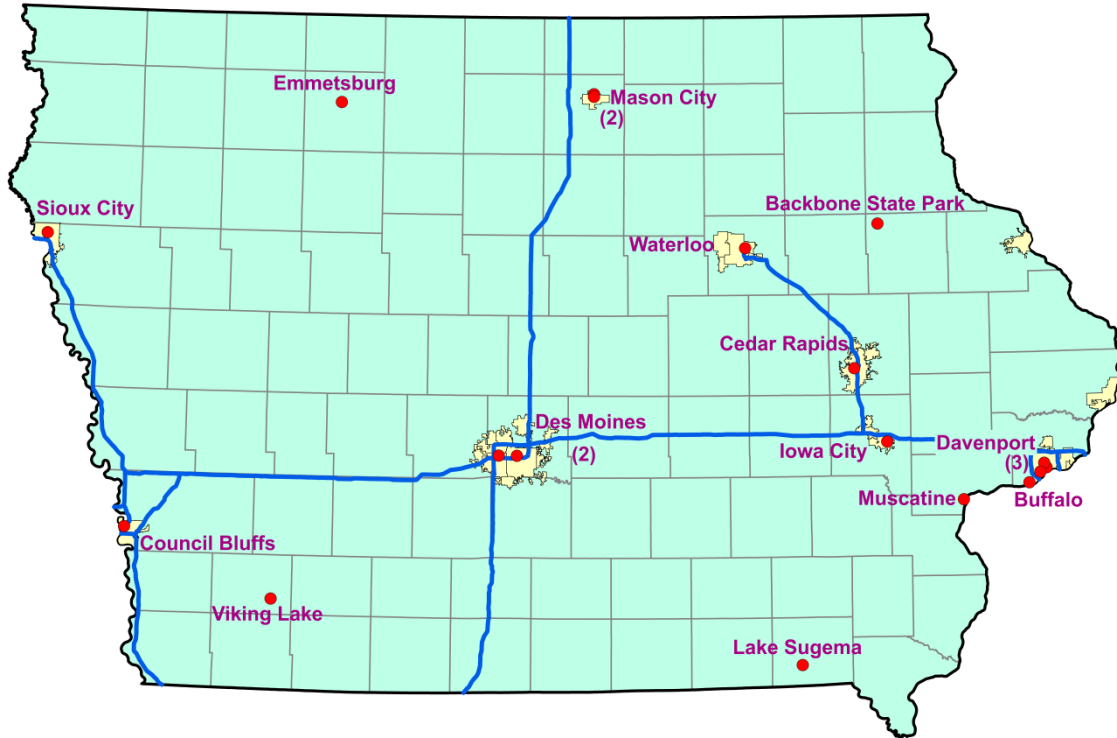 Emmetsburg
Mason City
(2)
Sioux City
Backbone State Park
Waterloo
Cedar Rapids
Des Moines
(2)
Iowa City
Davenport
(3)
Muscatine
Buffalo
Council Bluffs
Viking Lake
Lake Sugema